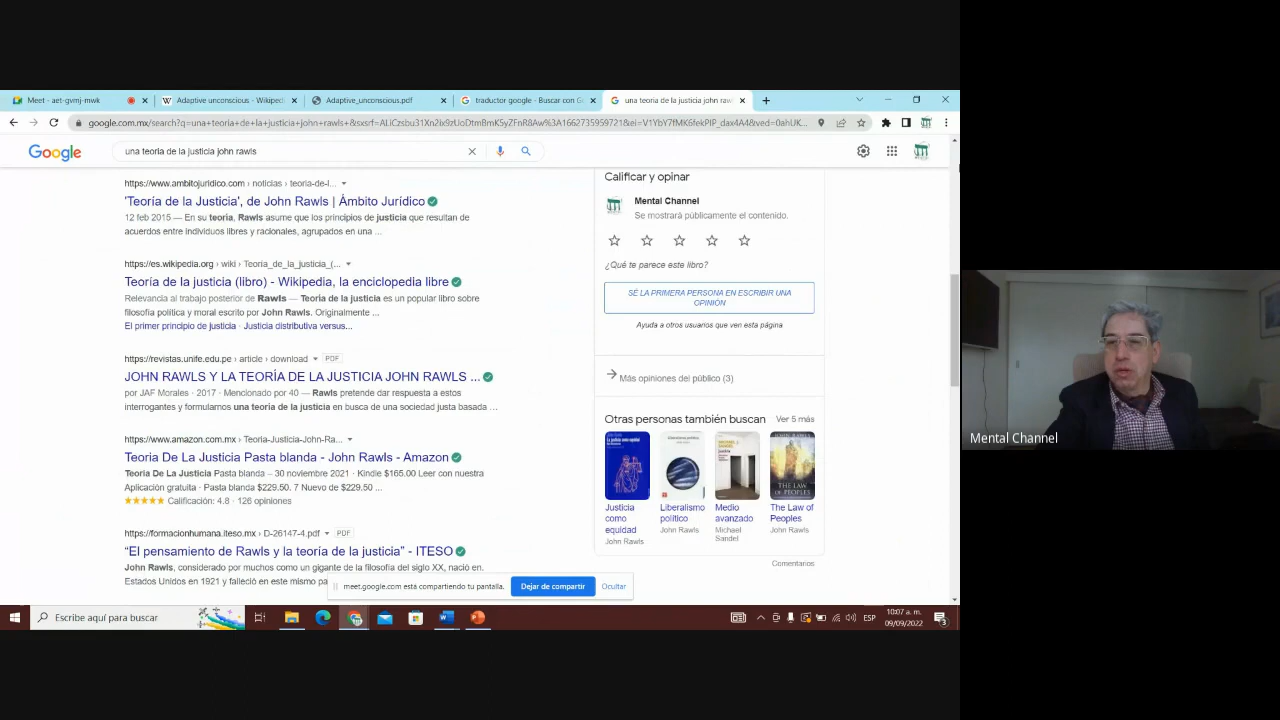 Meet - aet-gvmj-mwk
Adaptive unconscious - Wikiped
Adaptive_unconscious.pdf
traductor google - Buscar con G
una teoria de la justicia john rawl
Google
una teoria de la justicia john rawls
https://www.ambitojuridico.com › noticias › teoria-de-l...
'Teoría de la Justicia', de John Rawls | Ámbito Jurídico
12 feb 2015 — En su teoría, Rawls asume que los principios de justicia que resultan de
acuerdos entre individuos libres y racionales, agrupados en una ...
https://es.wikipedia.org › wiki › Teoría_de_la_justicia_(...
Teoría de la justicia (libro) - Wikipedia, la enciclopedia libre
Relevancia al trabajo posterior de Rawls — Teoría de la justicia es un popular libro sobre
filosofía política y moral escrito por John Rawls. Originalmente ...
El primer principio de justicia · Justicia distributiva versus...
https://revistas.unife.edu.pe › article › download PDF
JOHN RAWLS Y LA TEORÍA DE LA JUSTICIA JOHN RAWLS ...
por JAF Morales · 2017 · Mencionado por 40 — Rawls pretende dar respuesta a estos
interrogantes y formulamos una teoría de la justicia en busca de una sociedad justa basada ...
https://www.amazon.com.mx › Teoria-Justicia-John-Ra...
Teoria De La Justicia Pasta blanda - John Rawls - Amazon
Teoria De La Justicia Pasta blanda – 30 noviembre 2021 · Kindle $165.00 Leer con nuestra
Aplicación gratuita · Pasta blanda $229.50. 7 Nuevo de $229.50 ...
Calificación: 4.8 · 126 opiniones
https://formacionhumana.iteso.mx › D-26147-4.pdf PDF
"El pensamiento de Rawls y la teoría de la justicia" - ITESO
John Rawls, considerado por muchos como un gigante de la filosofía del siglo XX, nació en
Estados Unidos en 1921 y falleció en este mismo pa
Calificar y opinar
Mental Channel
Se mostrará públicamente el contenido.
¿Qué te parece este libro?
SÉ LA PRIMERA PERSONA EN ESCRIBIR UNA
OPINIÓN
Ayuda a otros usuarios que ven esta página
Más opiniones del público (3)
Otras personas también buscan Ver 5 más
THE LAW OF
PEOPLES
Justicia
como
equidad
John Rawls
Liberalismo
político
John Rawls
Medio
avanzado
Michael
Sandel
The Law of
Peoples
John Rawls
Comentarios
meet.google.com está compartiendo tu pantalla.
Dejar de compartir
Ocultar
Escribe aquí para buscar
ESP
10:07 a. m.
09/09/2022
3
Mental Channel